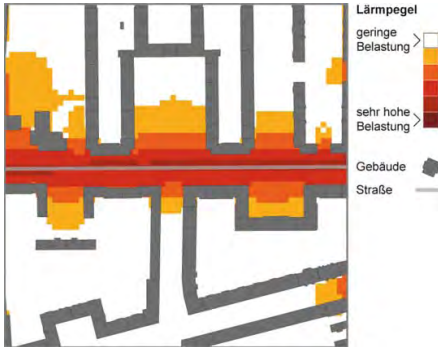 Lärmpegel
geringe
Belastung
sehr hohe
Belastung
Gebäude
Straße